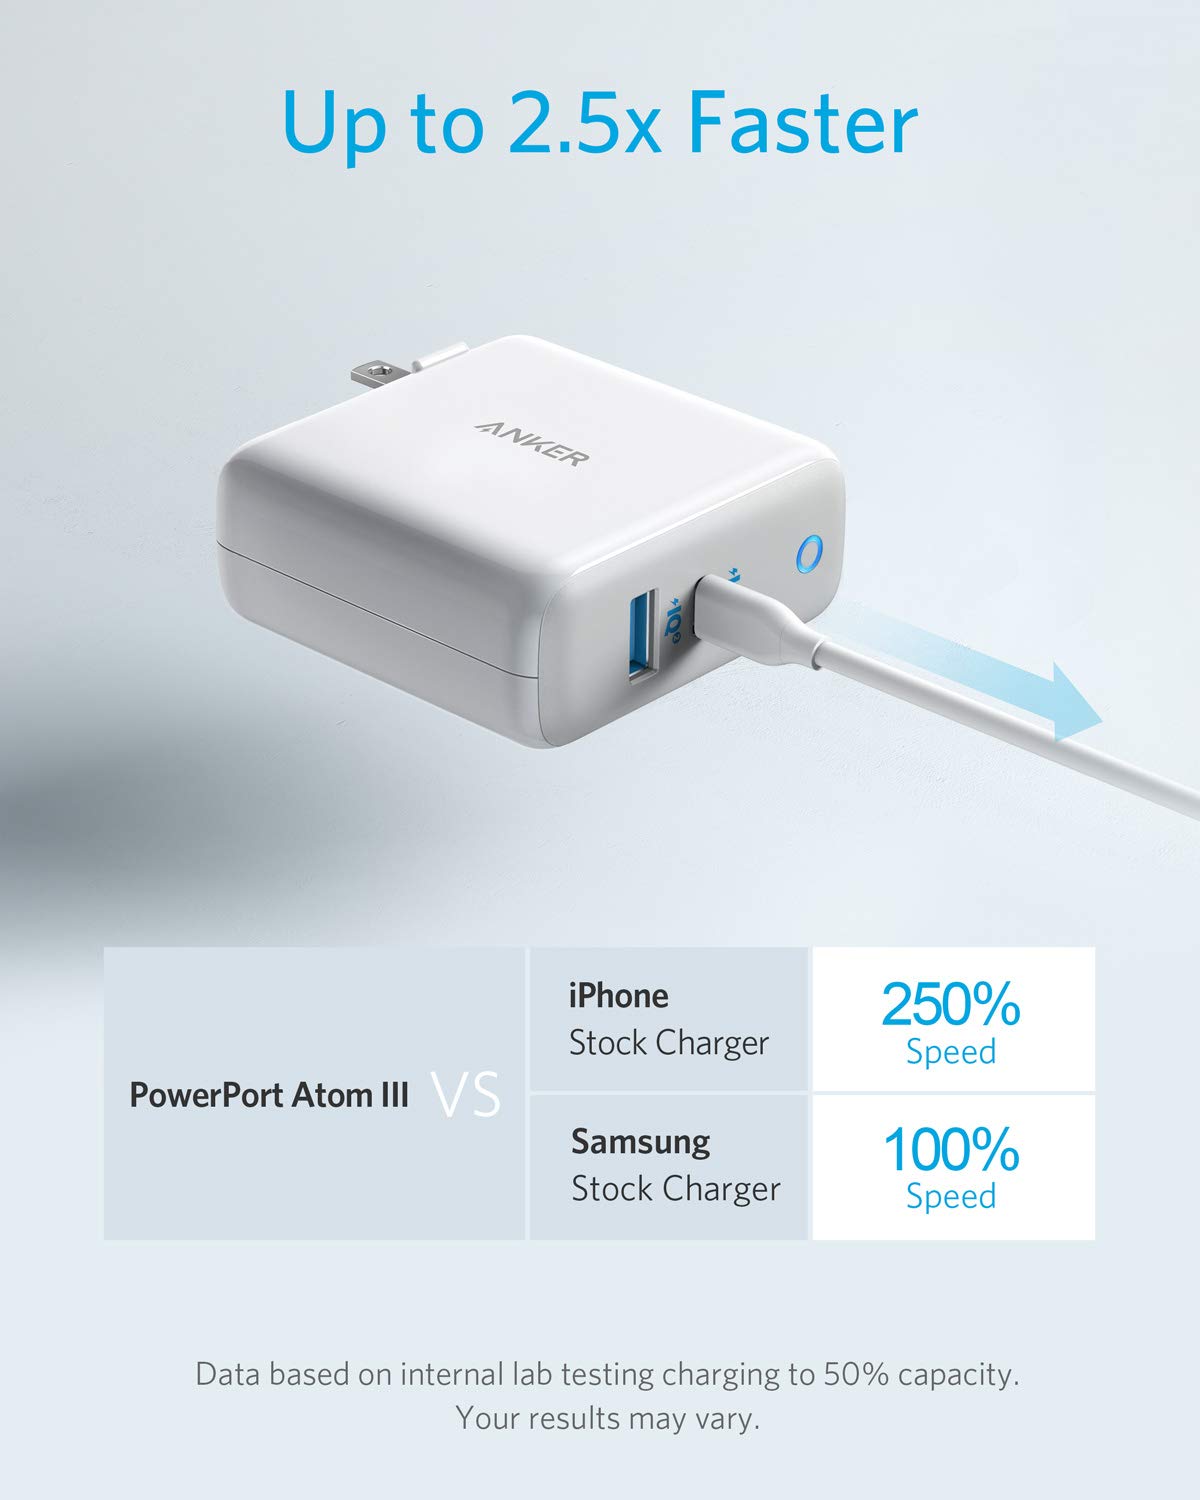 Up to 2.5x Faster
ANKER
IQ2
PowerPort Atom III VS
iPhone
Stock Charger
250%
Speed
Samsung
Stock Charger
100%
Speed
Data based on internal lab testing charging to 50% capacity.
Your results may vary.